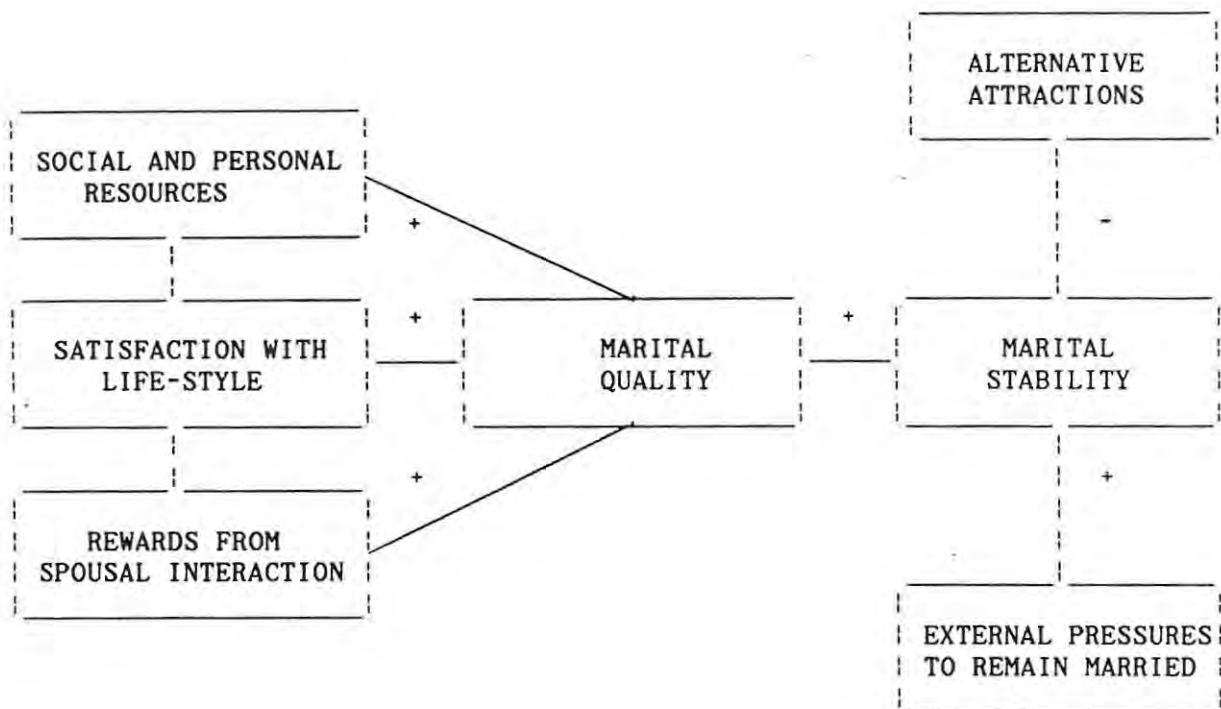 ALTERNATIVE
ATTRACTIONS
SOCIAL AND PERSONAL
RESOURCES
+
-
SATISFACTION WITH
LIFE-STYLE
+
MARITAL
QUALITY
+
MARITAL
STABILITY
+
+
REWARDS FROM
SPOUSAL INTERACTION
EXTERNAL PRESSURES
TO REMAIN MARRIED